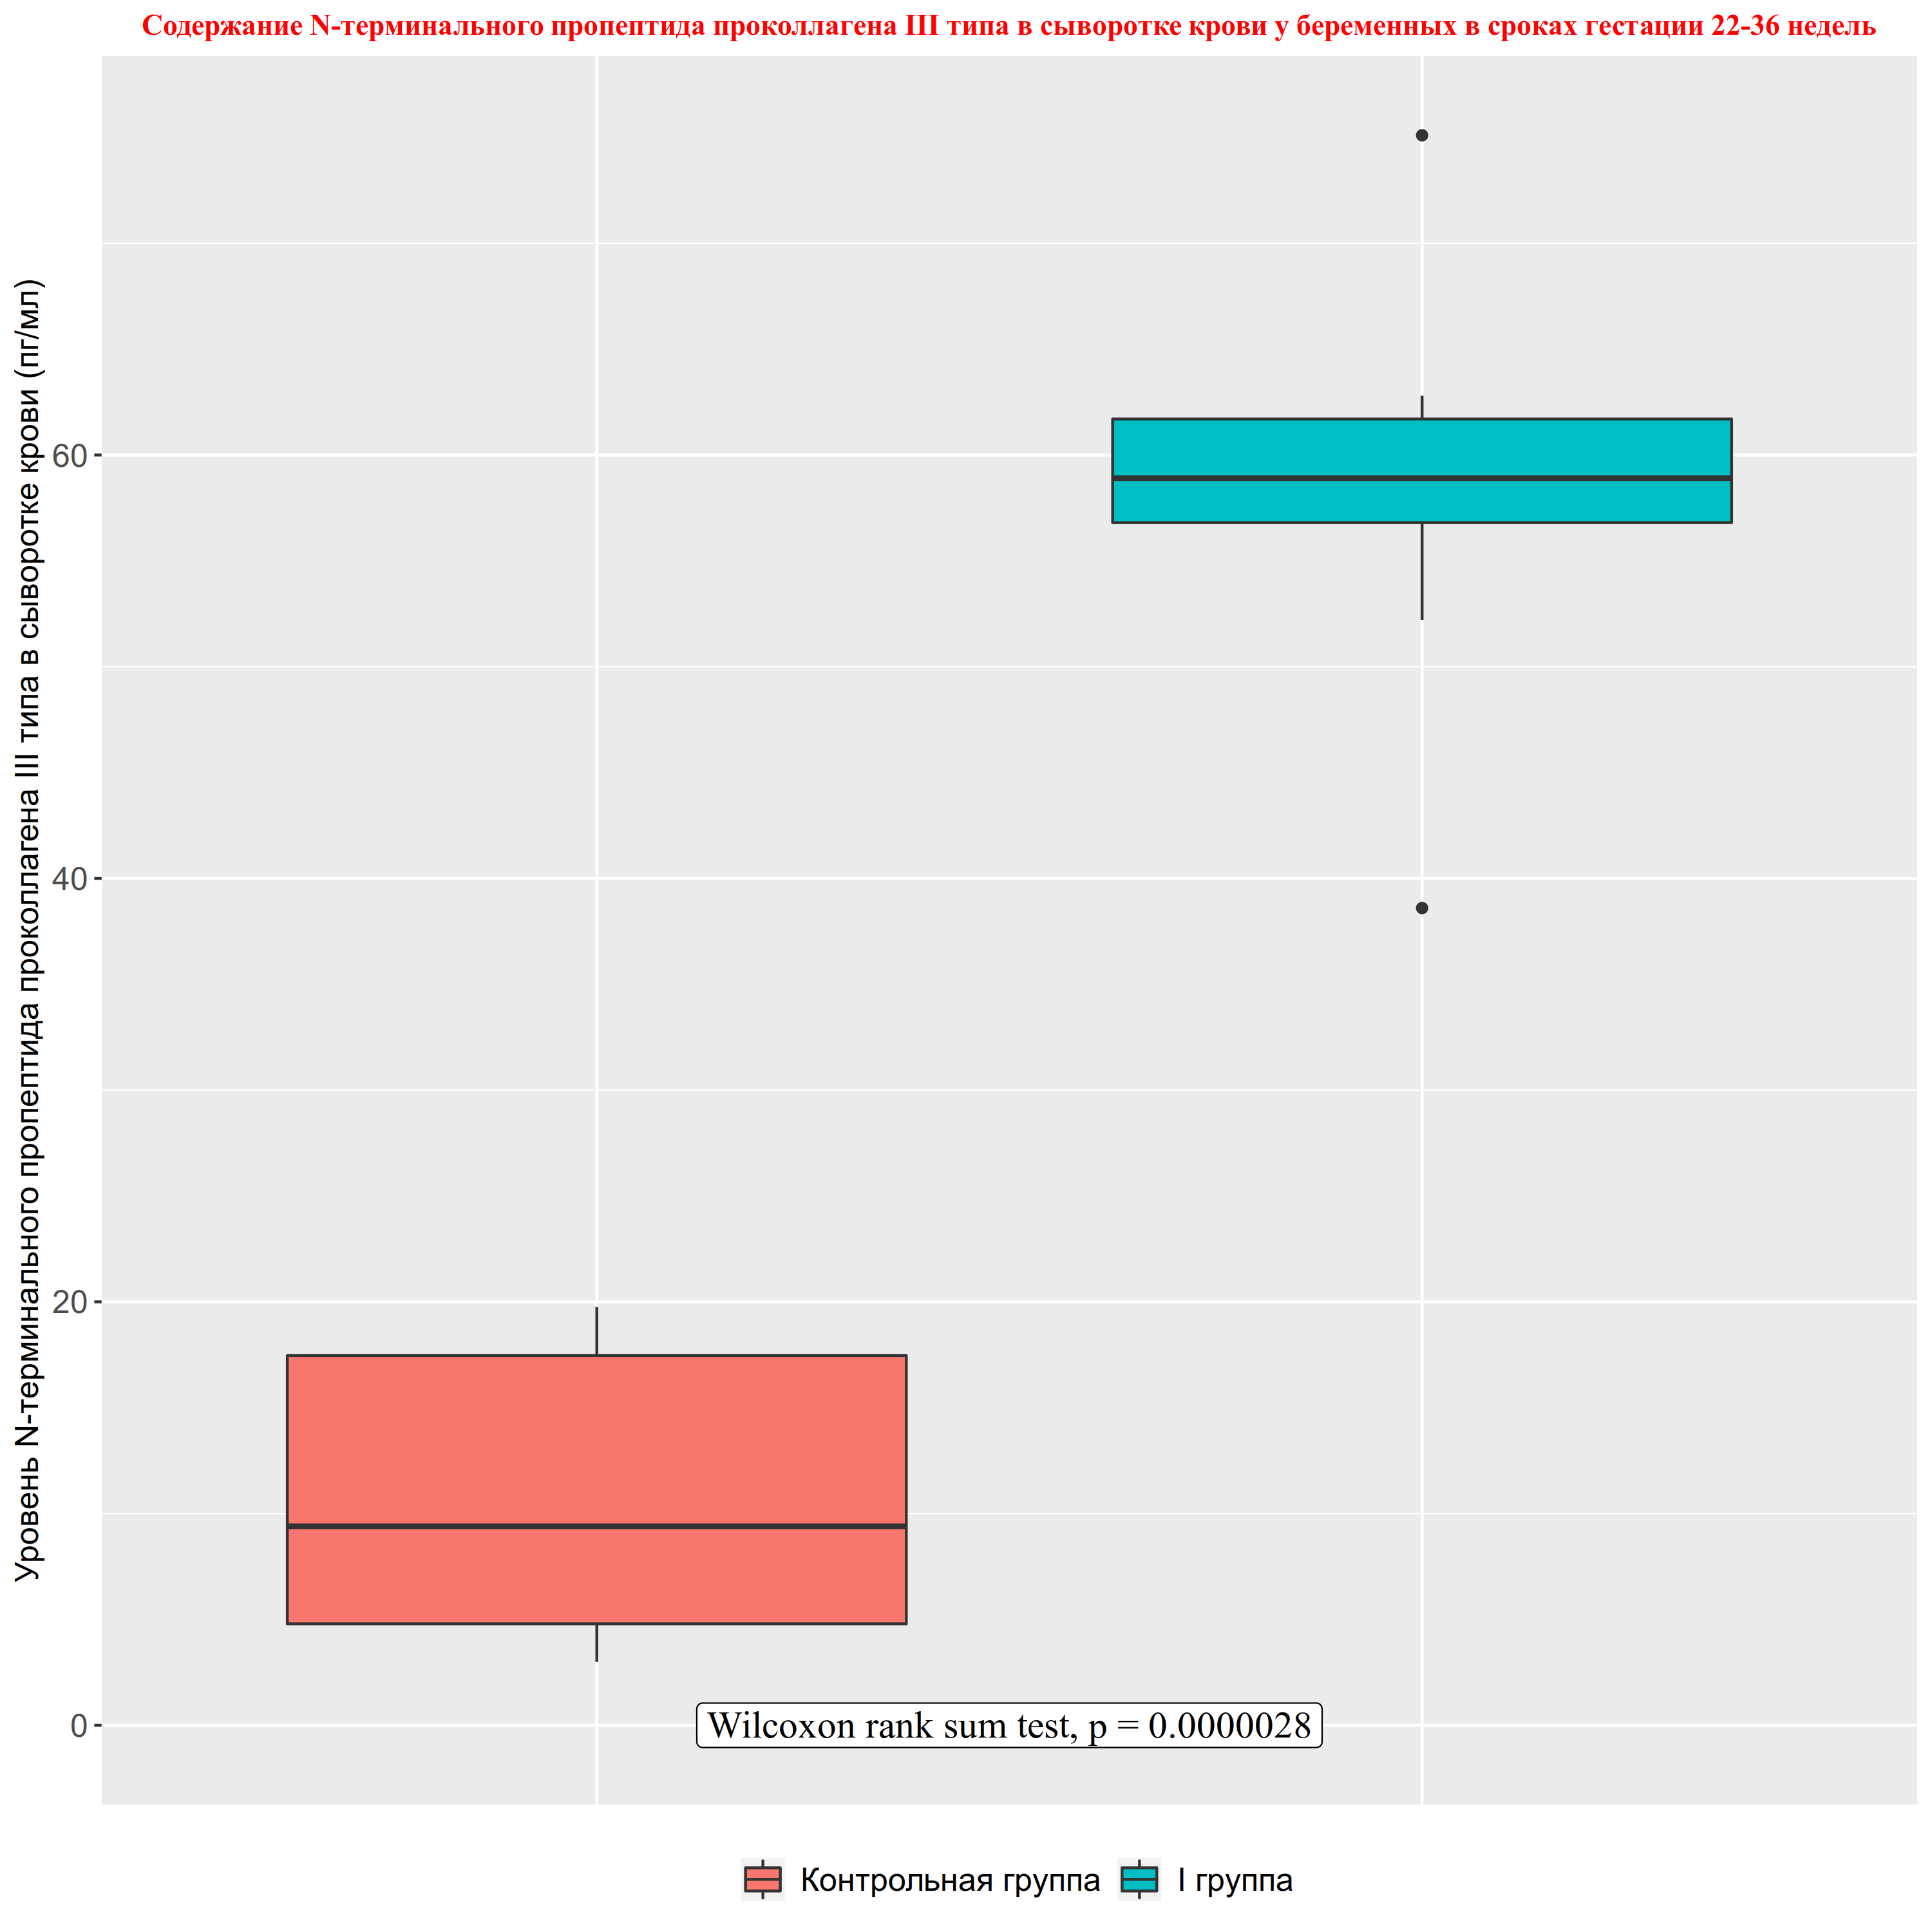 Содержание N-терминального пропептида проколлагена III типа в сыворотке крови у беременных в сроках гестации 22-36 недель
Уровень N-терминального пропептида проколлагена III типа в сыворотке крови (пг/мл)
60
40
20
0
Wilcoxon rank sum test, p = 0.0000028
Контрольная группа I группа